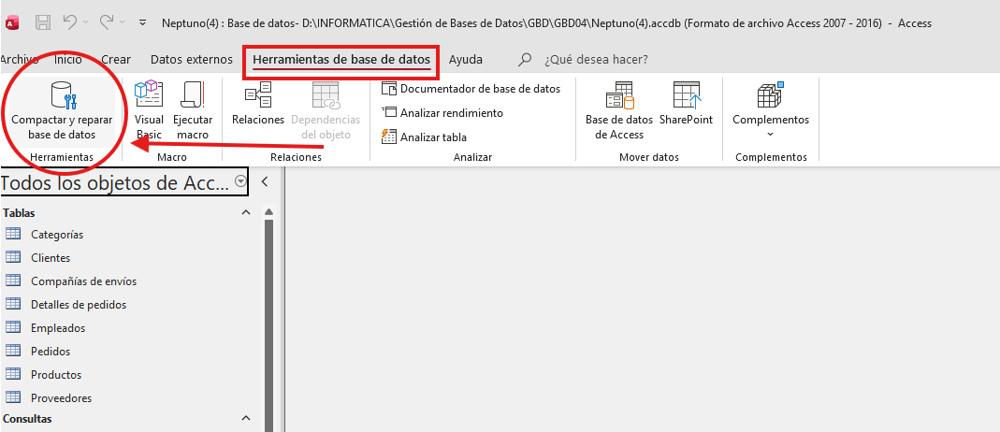 Neptuno(4) : Base de datos- D:\INFORMATICA\Gestión de Bases de Datos\GBD\GBD04\Neptuno(4).accdb (Formato de archivo Access 2007 - 2016) - Access
Archivo Inicio Crear Datos externos Herramientas de base de datos Ayuda ¿Qué desea hacer?
Compactar y reparar
base de datos
Herramientas
Visual
Basic
Ejecutar
macro
Macro
Relaciones
Dependencias
del objeto
Relaciones
Documentador de base de datos
Analizar rendimiento
Analizar tabla
Analizar
Base de datos
de Access
SharePoint
Mover datos
Complementos
Complementos
Todos los objetos de Acc...
Tablas
Categorías
Clientes
Compañías de envíos
Detalles de pedidos
Empleados
Pedidos
Productos
Proveedores
Consultas